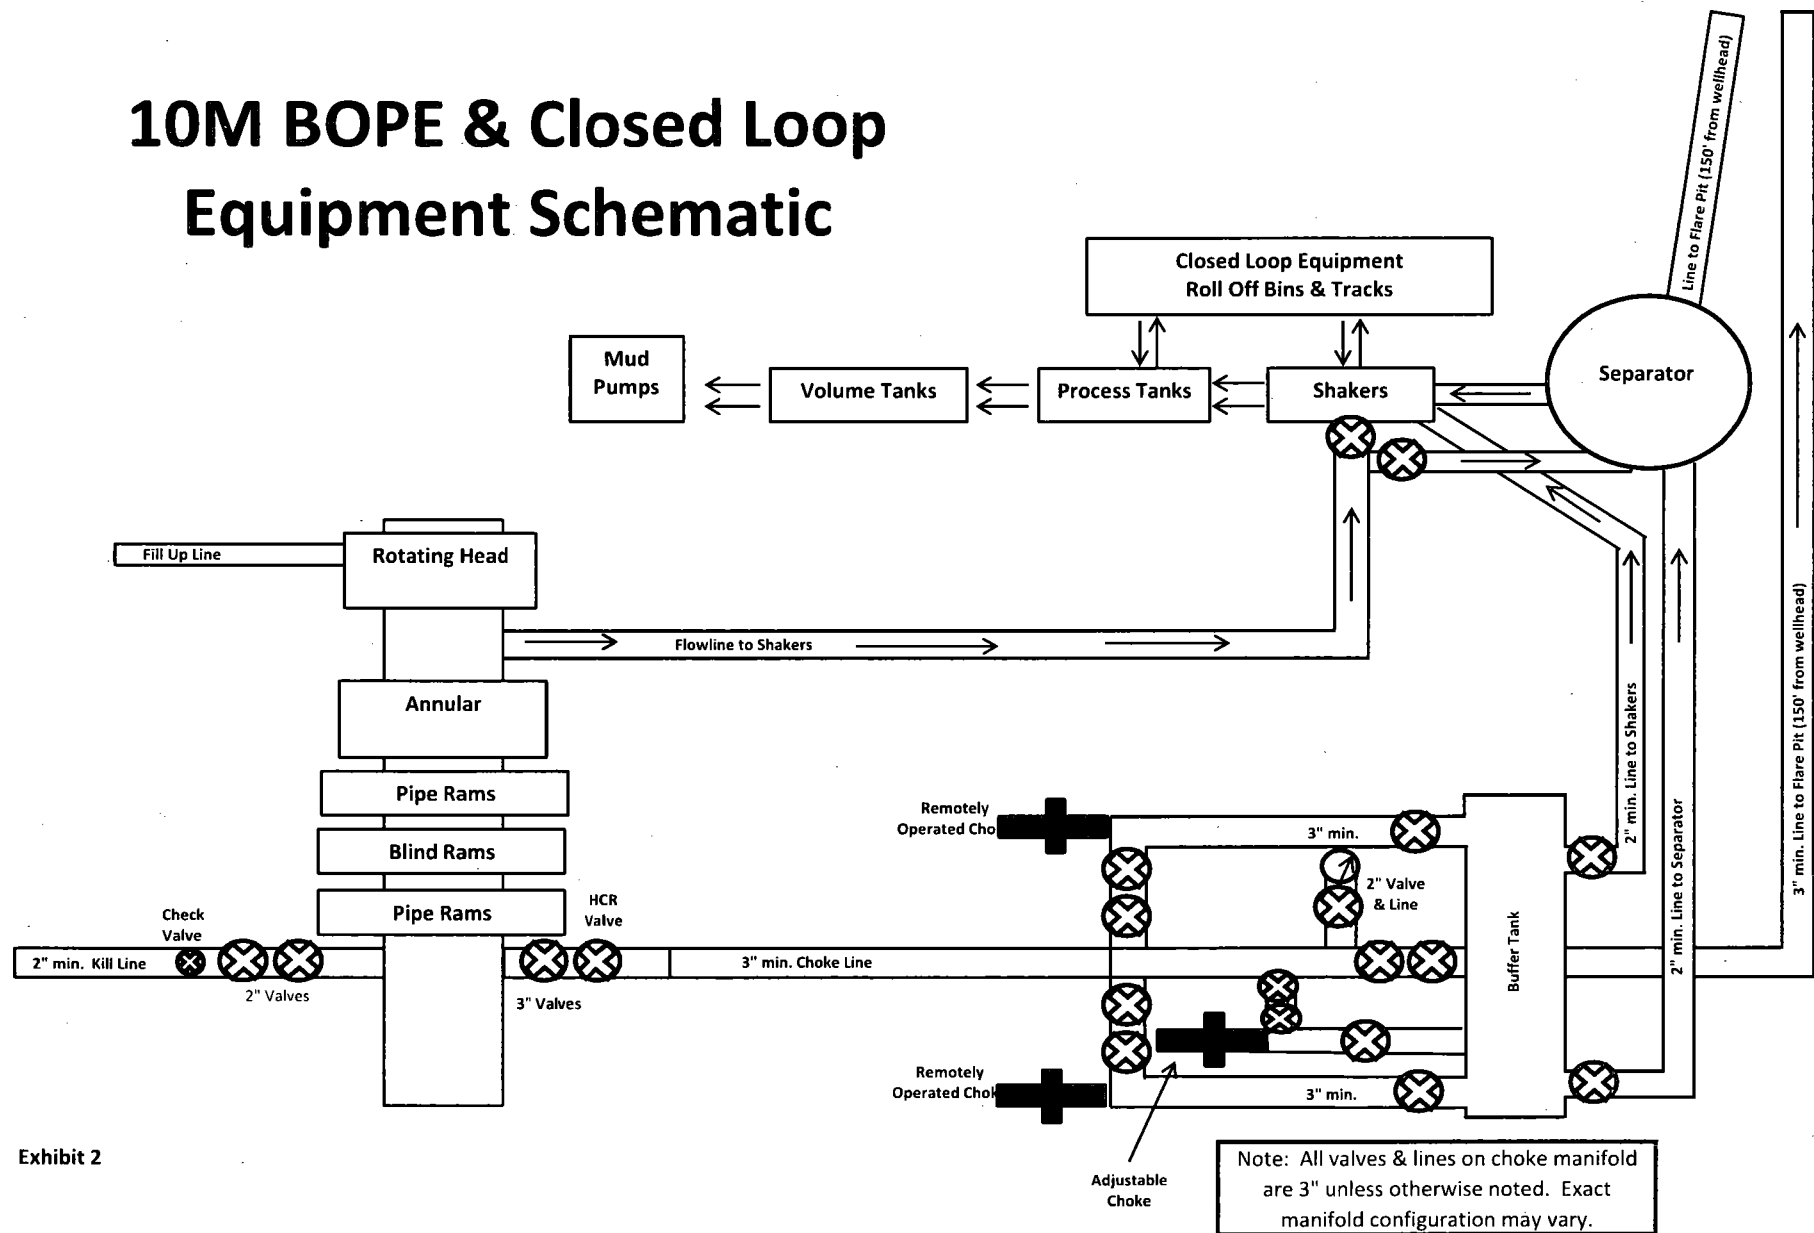 10M BOPE & Closed Loop
Equipment Schematic
Line to Flare Pit (150' from wellhead)
Closed Loop Equipment
Roll Off Bins & Tracks
Mud
Pumps
Volume Tanks
Process Tanks
Shakers
Separator
Fill Up Line
Rotating Head
Flowline to Shakers
Annular
Pipe Rams
Blind Rams
Pipe Rams
Check
Valve
HCR
Valve
2" min. Kill Line
2" Valves
3" Valves
3" min. Choke Line
Remotely
Operated Cho
3" min.
2" Valve
& Line
Buffer Tank
2" min. Line to Shakers
2" min. Line to Separator
3" min. Line to Flare Pit (150' from wellhead)
Remotely
Operated Chok
3" min.
Adjustable
Choke
Exhibit 2
Note: All valves & lines on choke manifold
are 3" unless otherwise noted. Exact
manifold configuration may vary.